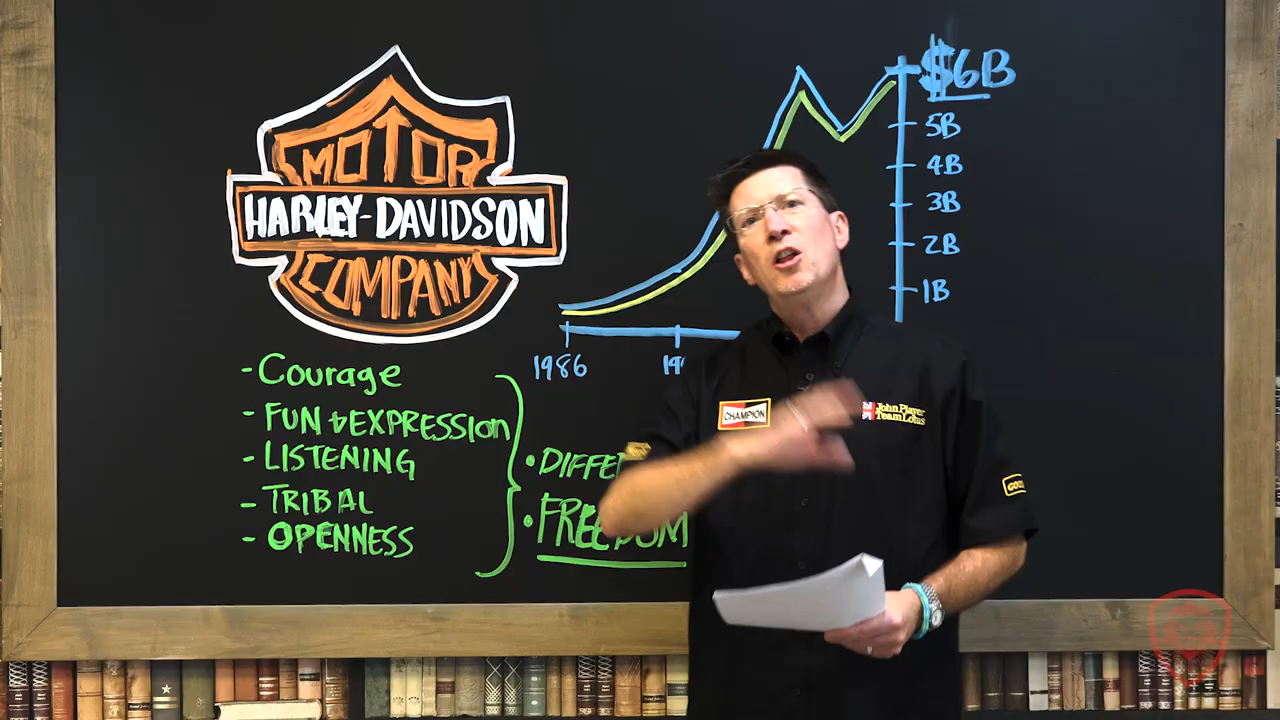 MOTOR
HARLEY-DAVIDSON
COMPANY
- Courage
- FUN & EXPRESSION
- LISTENING
- TRIBAL
- OPENNESS
• FREEDOM
$6B
5B
4B
3B
2B
1B
1986
CHAMPION
John Player
Team Lotus